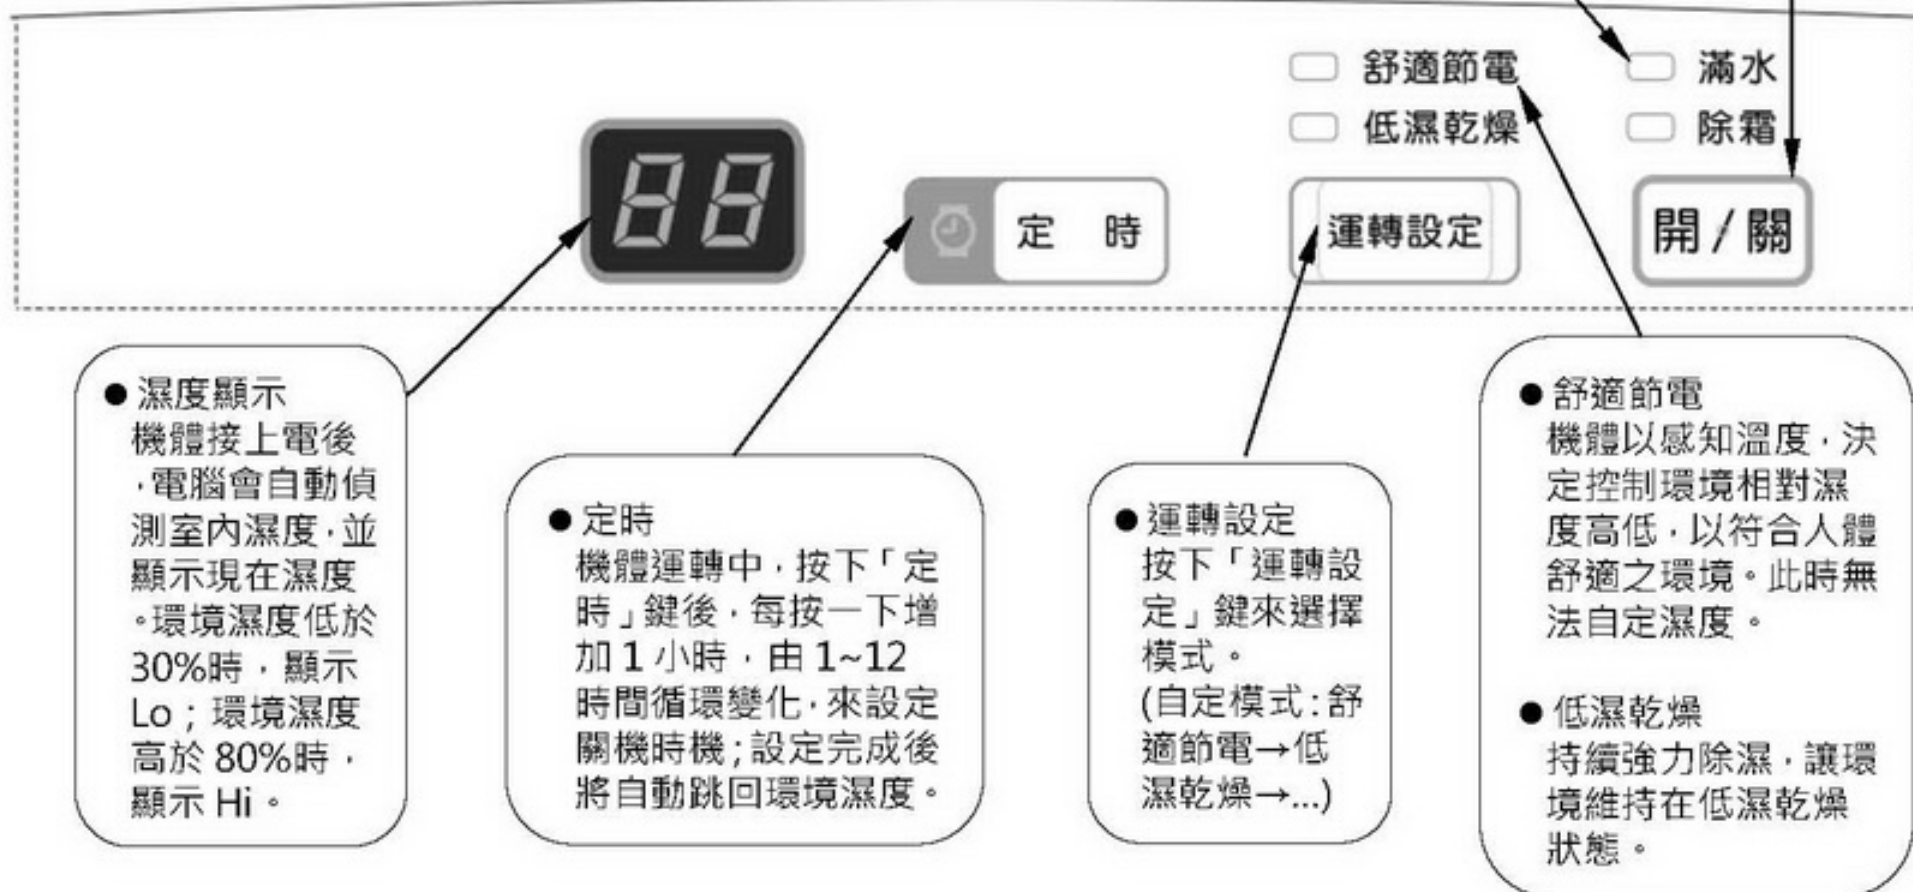 舒適節電
滿水
低濕乾燥
除霜
88
定 時
運轉設定
開/關
● 濕度顯示
機體接上電後
,電腦會自動偵
測室內濕度,並
顯示現在濕度
。環境濕度低於
30%時,顯示
Lo;環境濕度
高於 80%時,
顯示 Hi。
● 定時
機體運轉中,按下「定
時」鍵後,每按一下增
加 1 小時,由 1~12
時間循環變化,來設定
關機時機;設定完成後
將自動跳回環境濕度。
● 運轉設定
按下「運轉設
定」鍵來選擇
模式。
(自定模式:舒
適節電→低
濕乾燥→...)
● 舒適節電
機體以感知溫度,決
定控制環境相對濕
度高低,以符合人體
舒適之環境。此時無
法自定濕度。
● 低濕乾燥
持續強力除濕,讓環
境維持在低濕乾燥
狀態。